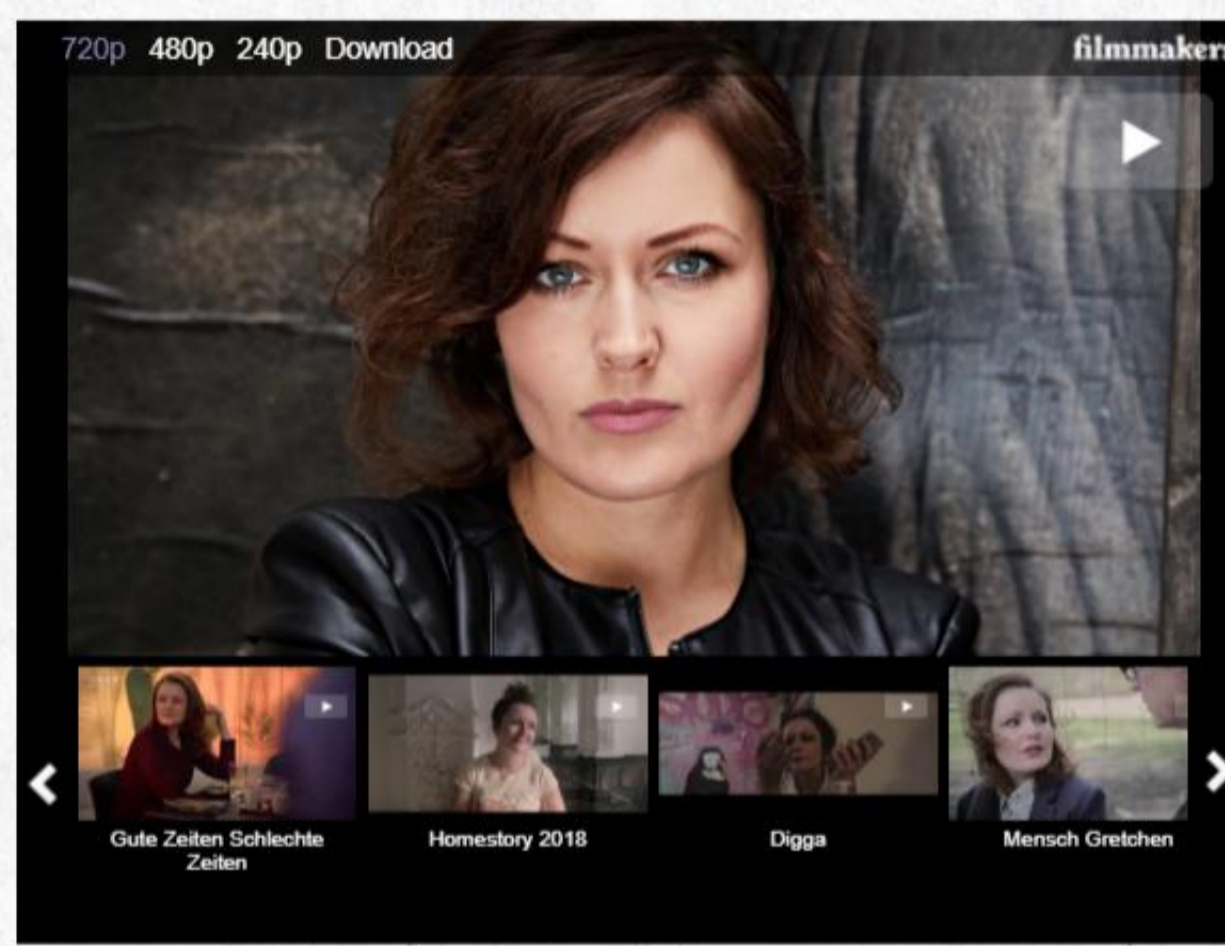 720p 480p 240p Download
filmmakers
Gute Zeiten Schlechte
Zeiten
Homestory 2018
Digga
Mensch Gretchen